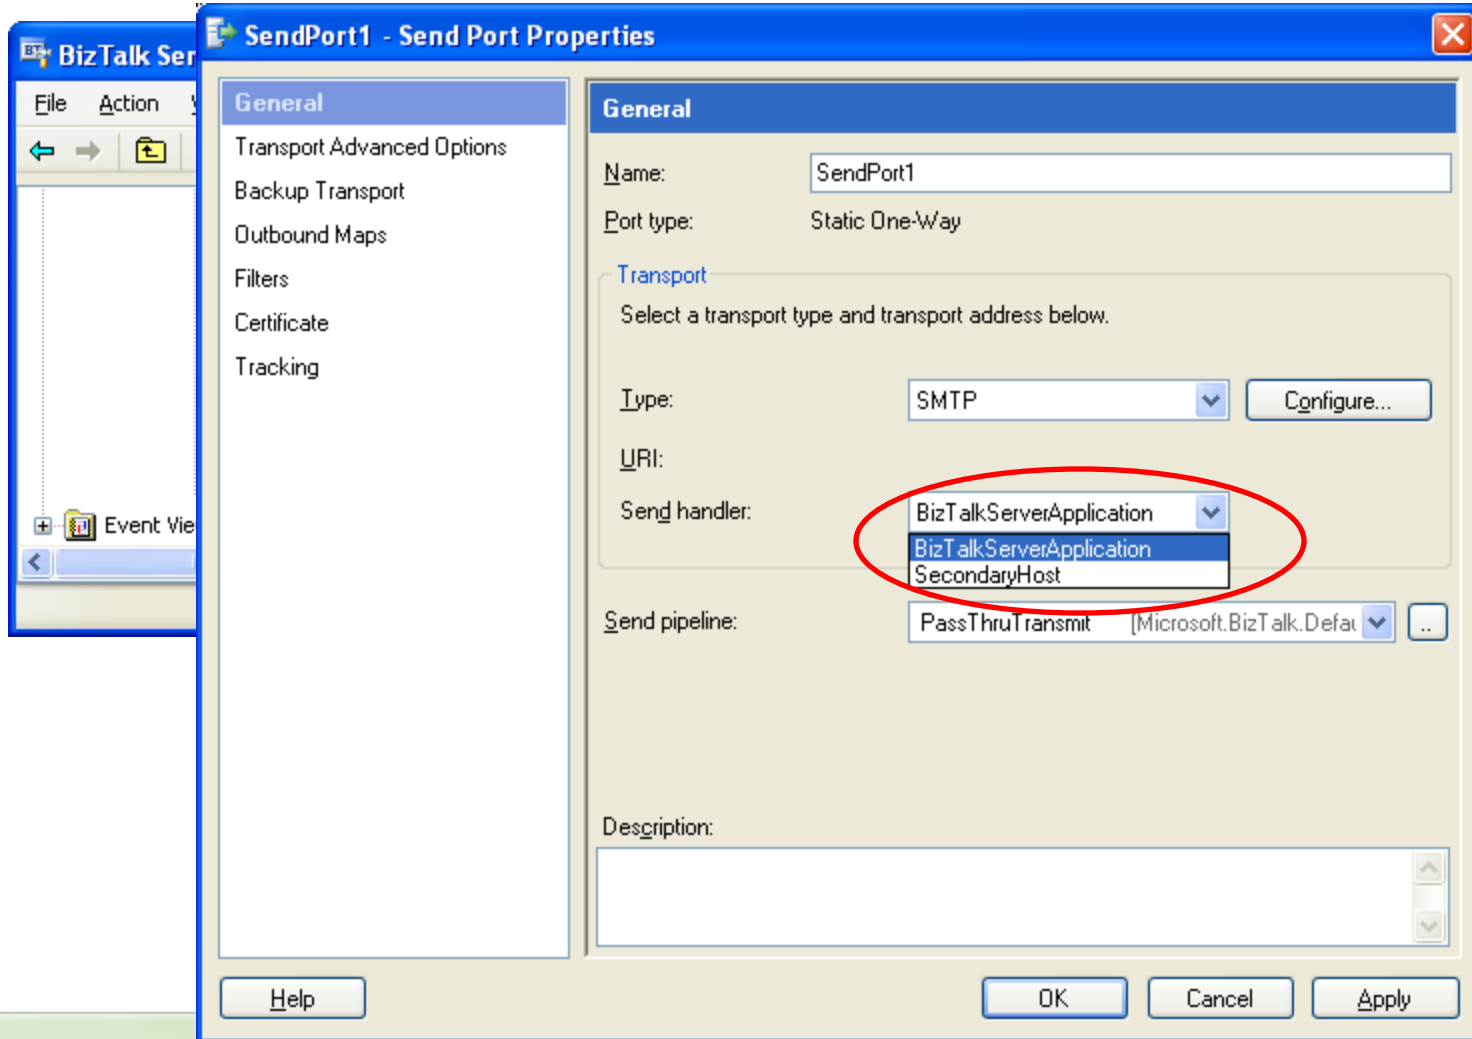 SendPort1 - Send Port Properties
BizTalk Ser
File Action
General
Transport Advanced Options
Backup Transport
Outbound Maps
Filters
Certificate
Tracking
Event Vie
General
Name: SendPort1
Port type: Static One-Way
Transport
Select a transport type and transport address below.
Type: SMTP Configure...
URI:
Send handler: BizTalkServerApplication
BizTalkServerApplication
SecondaryHost
Send pipeline: PassThruTransmit [Microsoft.BizTalk.Defau ..
Description:
Help OK Cancel Apply